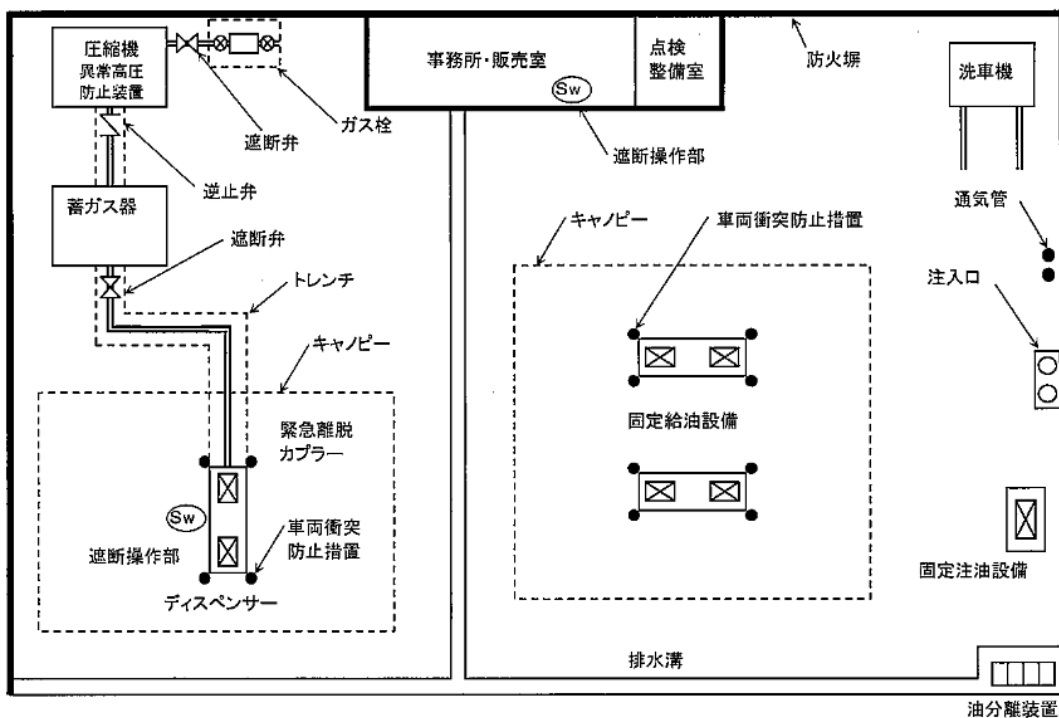 圧縮機
異常高圧
防止装置
事務所・販売室
Sw
点検
整備室
防火塀
洗車機
遮断弁
ガス栓
遮断操作部
逆止弁
蓄ガス器
遮断弁
キャノピー
車両衝突防止措置
通気管
トレンチ
注入口
キャノピー
緊急離脱
カプラー
固定給油設備
Sw
車両衝突
防止措置
遮断操作部
ディスペンサー
固定注油設備
排水溝
油分離装置